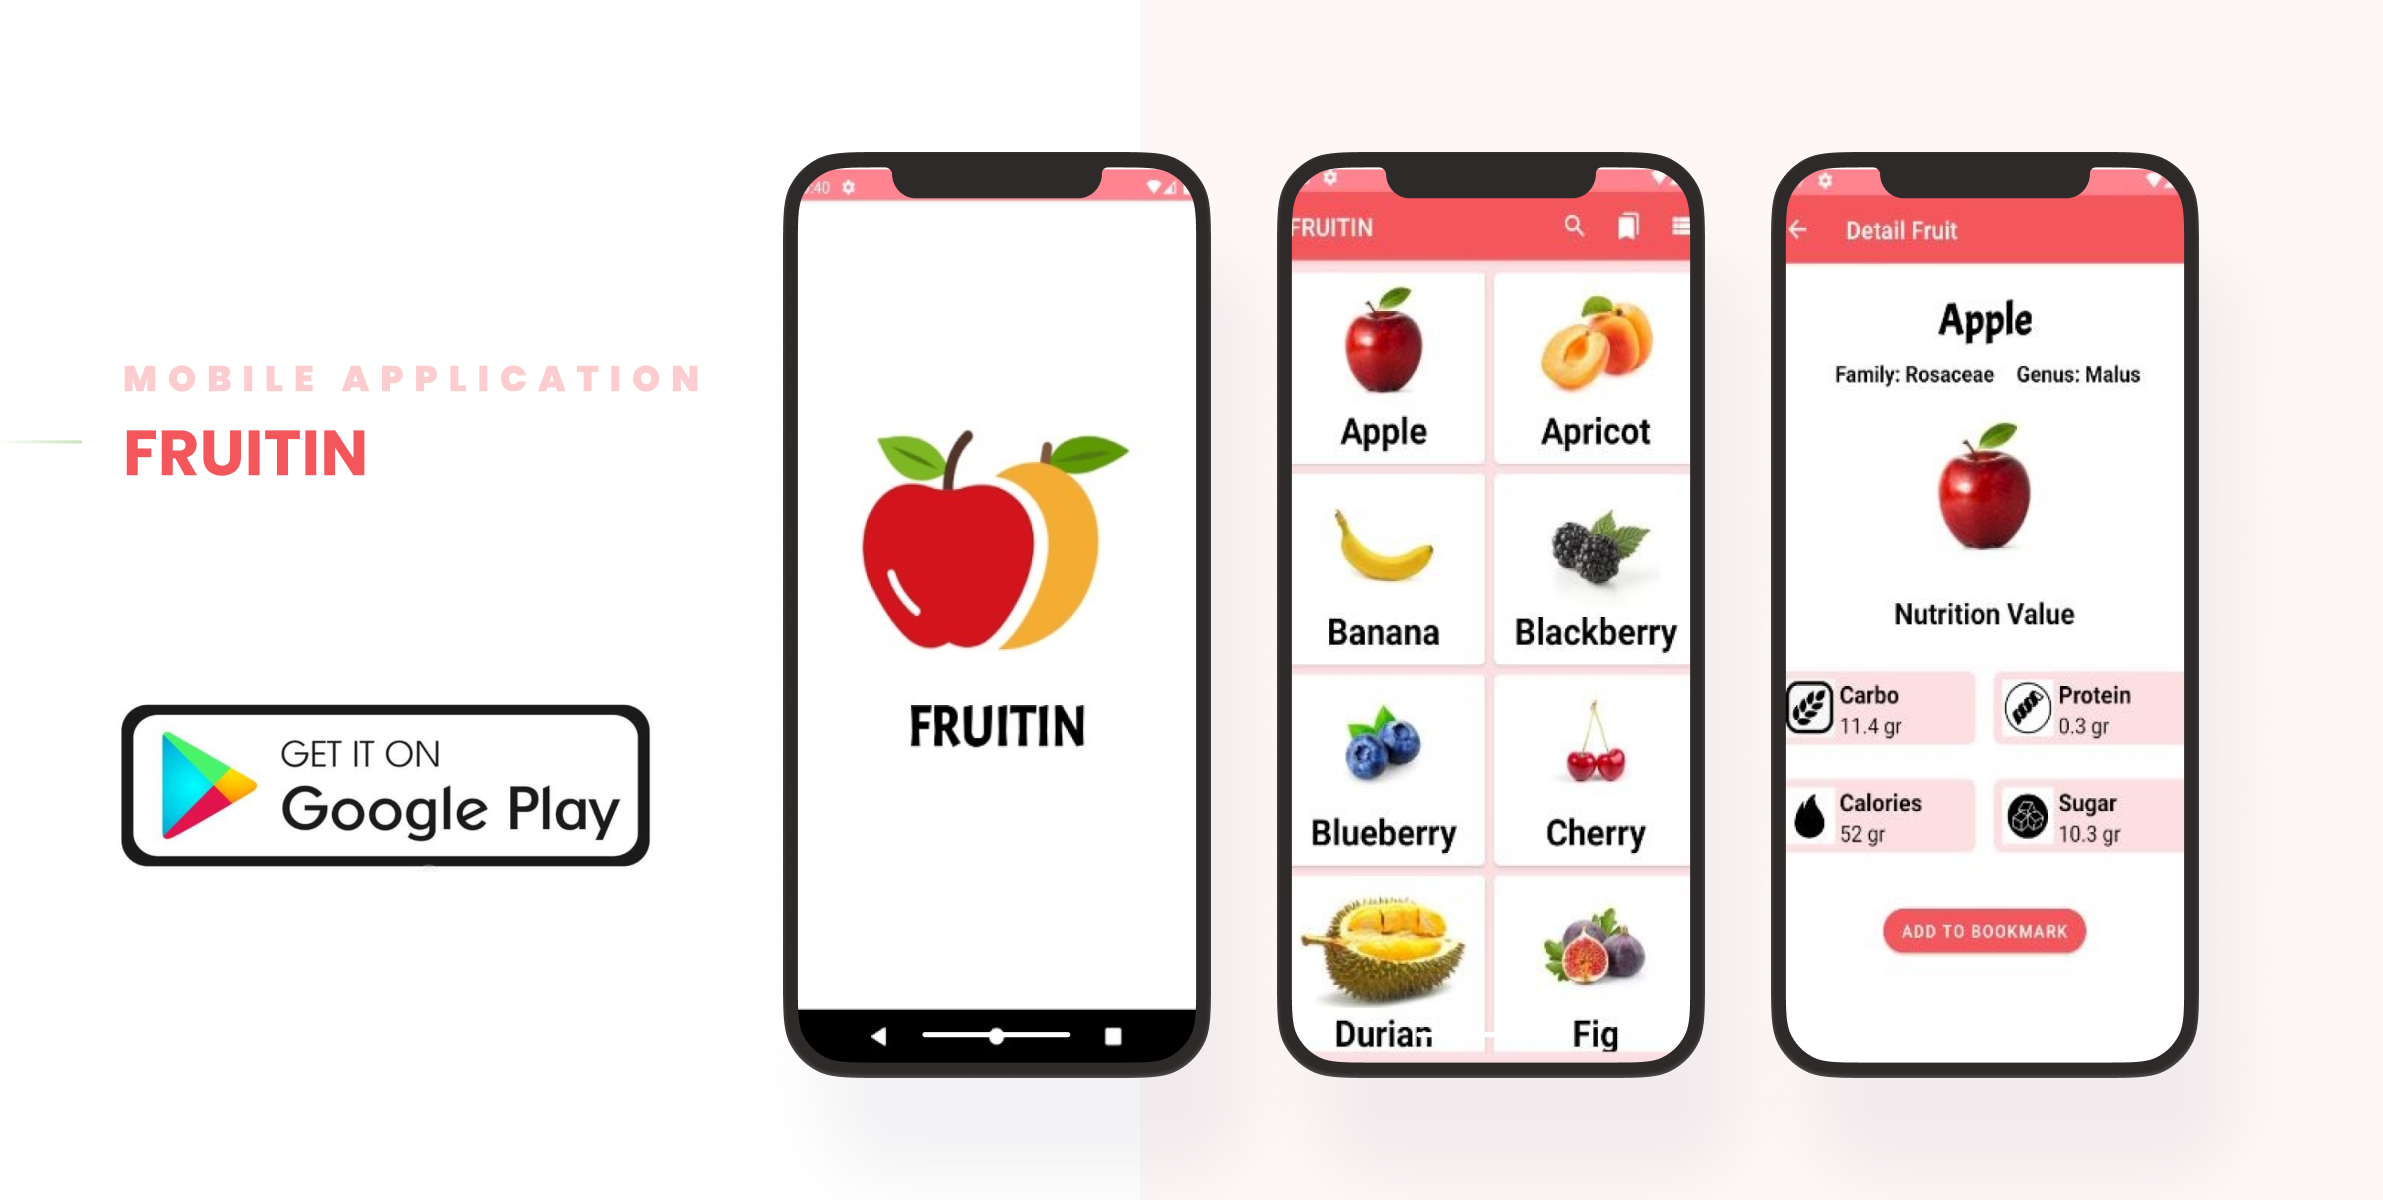 MOBILE APPLICATION
FRUITIN
GET IT ON
Google Play
:40
FRUITIN
FRUITIN
Apple
Apricot
Banana
Blackberry
Blueberry
Cherry
Durian
Fig
Detail Fruit
Apple
Family: Rosaceae Genus: Malus
Nutrition Value
Carbo
11.4 gr
Protein
0.3 gr
Calories
52 gr
Sugar
10.3 gr
ADD TO BOOKMARK